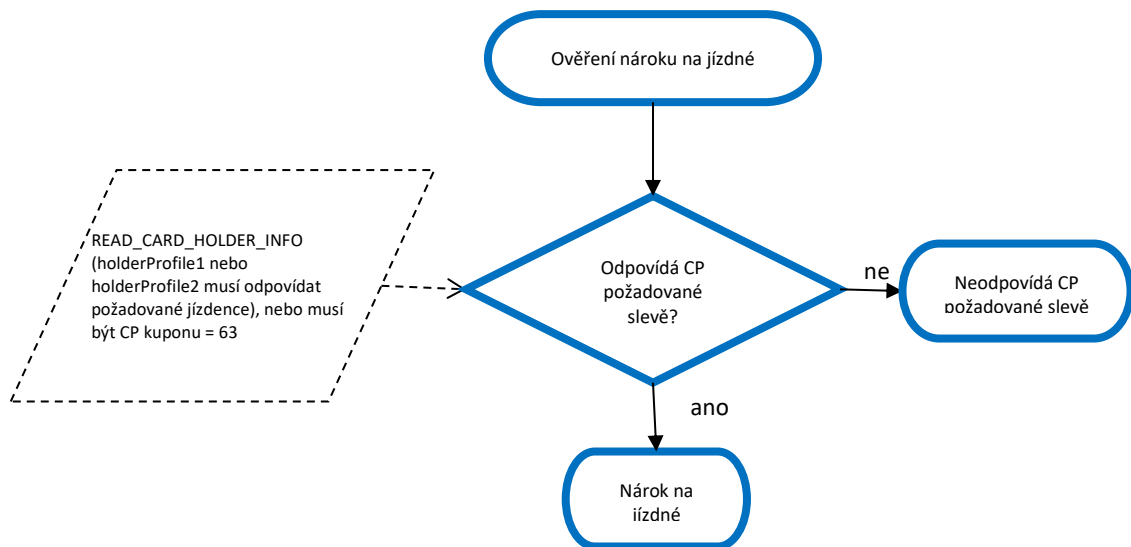 Ověření nároku na jízdné
READ_CARD_HOLDER_INFO
(holderProfile1 nebo
holderProfile2 musí odpovídat
požadované jízdence), nebo musí
být CP kuponu = 63
Odpovídá CP
požadované
slevě?
ne
Neodpovídá CP
požadované slevě
ano
Nárok na
jízdné